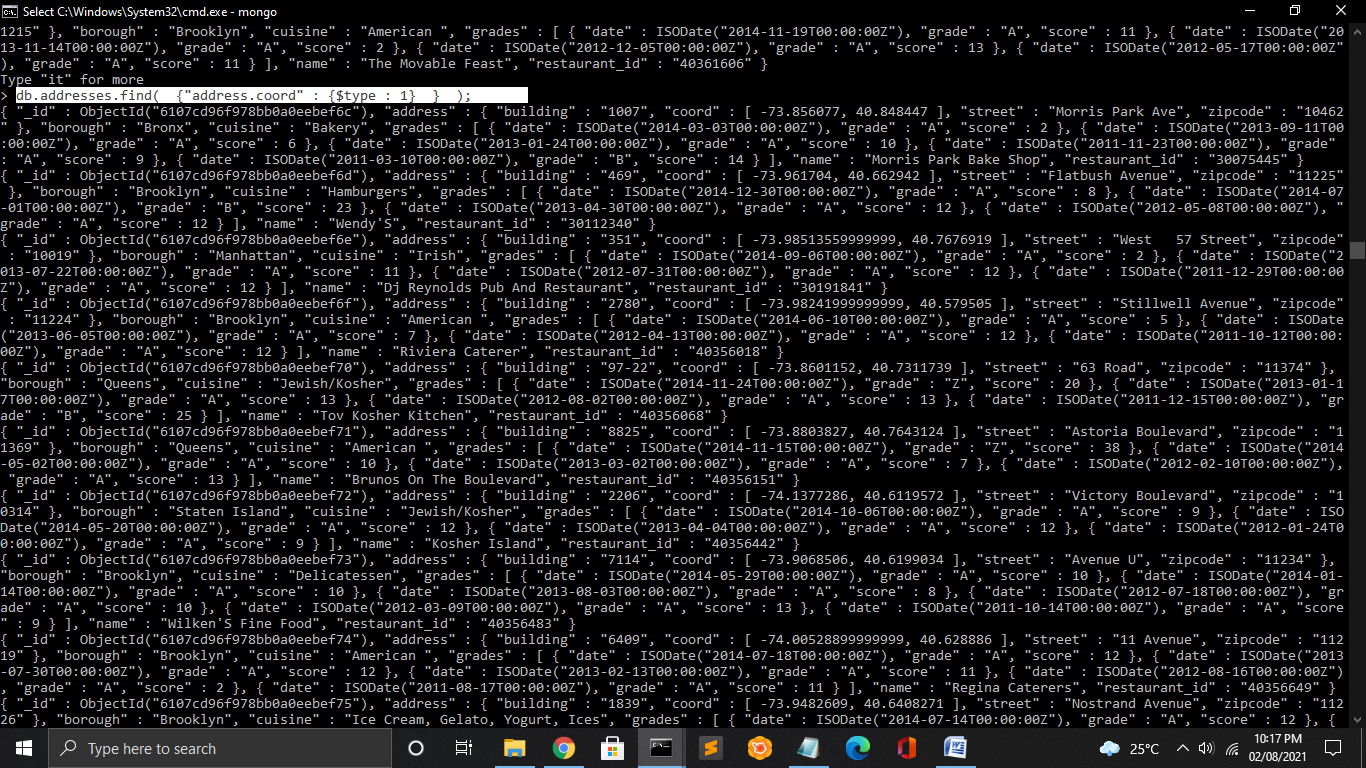 Select C:\Windows\System32\cmd.exe - mongo
1215" }, "borough" : "Brooklyn", "cuisine" : "American ", "grades" : [ { "date" : ISODate("2014-11-19T00:00:00Z"), "grade" : "A", "score" : 11 }, { "date" : ISODate("20
13-11-14T00:00:00Z"), "grade" : "A", "score" : 2 }, { "date" : ISODate("2012-12-05T00:00:00Z"), "grade" : "A", "score" : 13 }, { "date" : ISODate("2012-05-17T00:00:00Z"
), "grade" : "A", "score" : 11 } ], "name" : "The Movable Feast", "restaurant_id" : "40361606" }
Type "it" for more
> db.addresses.find(  {"address.coord" : {$type : 1}  }  );
{ "_id" : ObjectId("6107cd96f978bb0a0eebef6c"), "address" : { "building" : "1007", "coord" : [ -73.856077, 40.848447 ], "street" : "Morris Park Ave", "zipcode" : "10462
" }, "borough" : "Bronx", "cuisine" : "Bakery", "grades" : [ { "date" : ISODate("2014-03-03T00:00:00Z"), "grade" : "A", "score" : 2 }, { "date" : ISODate("2013-09-11T00
:00:00Z"), "grade" : "A", "score" : 6 }, { "date" : ISODate("2013-01-24T00:00:00Z"), "grade" : "A", "score" : 10 }, { "date" : ISODate("2011-11-23T00:00:00Z"), "grade"
: "A", "score" : 9 }, { "date" : ISODate("2011-03-10T00:00:00Z"), "grade" : "B", "score" : 14 } ], "name" : "Morris Park Bake Shop", "restaurant_id" : "30075445" }
{ "_id" : ObjectId("6107cd96f978bb0a0eebef6d"), "address" : { "building" : "469", "coord" : [ -73.961704, 40.662942 ], "street" : "Flatbush Avenue", "zipcode" : "11225"
 }, "borough" : "Brooklyn", "cuisine" : "Hamburgers", "grades" : [ { "date" : ISODate("2014-12-30T00:00:00Z"), "grade" : "A", "score" : 8 }, { "date" : ISODate("2014-07
-01T00:00:00Z"), "grade" : "B", "score" : 23 }, { "date" : ISODate("2013-04-30T00:00:00Z"), "grade" : "A", "score" : 12 }, { "date" : ISODate("2012-05-08T00:00:00Z"), "
grade" : "A", "score" : 12 } ], "name" : "Wendy'S", "restaurant_id" : "30112340" }
{ "_id" : ObjectId("6107cd96f978bb0a0eebef6e"), "address" : { "building" : "351", "coord" : [ -73.98513559999999, 40.7676919 ], "street" : "West   57 Street", "zipcode"
 : "10019" }, "borough" : "Manhattan", "cuisine" : "Irish", "grades" : [ { "date" : ISODate("2014-09-06T00:00:00Z"), "grade" : "A", "score" : 2 }, { "date" : ISODate("2
013-07-22T00:00:00Z"), "grade" : "A", "score" : 11 }, { "date" : ISODate("2012-07-31T00:00:00Z"), "grade" : "A", "score" : 12 }, { "date" : ISODate("2011-12-29T00:00:00
Z"), "grade" : "A", "score" : 12 } ], "name" : "Dj Reynolds Pub And Restaurant", "restaurant_id" : "30191841" }
{ "_id" : ObjectId("6107cd96f978bb0a0eebef6f"), "address" : { "building" : "2780", "coord" : [ -73.98241999999999, 40.579505 ], "street" : "Stillwell Avenue", "zipcode"
 : "11224" }, "borough" : "Brooklyn", "cuisine" : "American ", "grades" : [ { "date" : ISODate("2014-06-10T00:00:00Z"), "grade" : "A", "score" : 5 }, { "date" : ISODate
("2013-06-05T00:00:00Z"), "grade" : "A", "score" : 7 }, { "date" : ISODate("2012-04-13T00:00:00Z"), "grade" : "A", "score" : 12 }, { "date" : ISODate("2011-10-12T00:00:
00Z"), "grade" : "A", "score" : 12 } ], "name" : "Riviera Caterer", "restaurant_id" : "40356018" }
{ "_id" : ObjectId("6107cd96f978bb0a0eebef70"), "address" : { "building" : "97-22", "coord" : [ -73.8601152, 40.7311739 ], "street" : "63 Road", "zipcode" : "11374" },
"borough" : "Queens", "cuisine" : "Jewish/Kosher", "grades" : [ { "date" : ISODate("2014-11-24T00:00:00Z"), "grade" : "Z", "score" : 20 }, { "date" : ISODate("2013-01-1
7T00:00:00Z"), "grade" : "A", "score" : 13 }, { "date" : ISODate("2012-08-02T00:00:00Z"), "grade" : "A", "score" : 13 }, { "date" : ISODate("2011-12-15T00:00:00Z"), "gr
ade" : "B", "score" : 25 } ], "name" : "Tov Kosher Kitchen", "restaurant_id" : "40356068" }
{ "_id" : ObjectId("6107cd96f978bb0a0eebef71"), "address" : { "building" : "8825", "coord" : [ -73.8803827, 40.7643124 ], "street" : "Astoria Boulevard", "zipcode" : "1
1369" }, "borough" : "Queens", "cuisine" : "American ", "grades" : [ { "date" : ISODate("2014-11-15T00:00:00Z"), "grade" : "Z", "score" : 38 }, { "date" : ISODate("2014
-05-02T00:00:00Z"), "grade" : "A", "score" : 10 }, { "date" : ISODate("2013-03-02T00:00:00Z"), "grade" : "A", "score" : 7 }, { "date" : ISODate("2012-02-10T00:00:00Z"),
 "grade" : "A", "score" : 13 } ], "name" : "Brunos On The Boulevard", "restaurant_id" : "40356151" }
{ "_id" : ObjectId("6107cd96f978bb0a0eebef72"), "address" : { "building" : "2206", "coord" : [ -74.1377286, 40.6119572 ], "street" : "Victory Boulevard", "zipcode" : "1
0314" }, "borough" : "Staten Island", "cuisine" : "Jewish/Kosher", "grades" : [ { "date" : ISODate("2014-10-06T00:00:00Z"), "grade" : "A", "score" : 9 }, { "date" : ISO
Date("2014-05-20T00:00:00Z"), "grade" : "A", "score" : 12 }, { "date" : ISODate("2013-04-04T00:00:00Z"), "grade" : "A", "score" : 12 }, { "date" : ISODate("2012-01-24T0
0:00:00Z"), "grade" : "A", "score" : 9 } ], "name" : "Kosher Island", "restaurant_id" : "40356442" }
{ "_id" : ObjectId("6107cd96f978bb0a0eebef73"), "address" : { "building" : "7114", "coord" : [ -73.9068506, 40.6199034 ], "street" : "Avenue U", "zipcode" : "11234" },
"borough" : "Brooklyn", "cuisine" : "Delicatessen", "grades" : [ { "date" : ISODate("2014-05-29T00:00:00Z"), "grade" : "A", "score" : 10 }, { "date" : ISODate("2014-01-
14T00:00:00Z"), "grade" : "A", "score" : 10 }, { "date" : ISODate("2013-08-03T00:00:00Z"), "grade" : "A", "score" : 8 }, { "date" : ISODate("2012-07-18T00:00:00Z"), "gr
ade" : "A", "score" : 10 }, { "date" : ISODate("2012-03-09T00:00:00Z"), "grade" : "A", "score" : 13 }, { "date" : ISODate("2011-10-14T00:00:00Z"), "grade" : "A", "score
" : 9 } ], "name" : "Wilken'S Fine Food", "restaurant_id" : "40356483" }
{ "_id" : ObjectId("6107cd96f978bb0a0eebef74"), "address" : { "building" : "6409", "coord" : [ -74.00528899999999, 40.628886 ], "street" : "11 Avenue", "zipcode" : "112
19" }, "borough" : "Brooklyn", "cuisine" : "American ", "grades" : [ { "date" : ISODate("2014-07-18T00:00:00Z"), "grade" : "A", "score" : 12 }, { "date" : ISODate("2013
-07-30T00:00:00Z"), "grade" : "A", "score" : 12 }, { "date" : ISODate("2013-02-13T00:00:00Z"), "grade" : "A", "score" : 11 }, { "date" : ISODate("2012-08-16T00:00:00Z")
, "grade" : "A", "score" : 2 }, { "date" : ISODate("2011-08-17T00:00:00Z"), "grade" : "A", "score" : 11 } ], "name" : "Regina Caterers", "restaurant_id" : "40356649" }
{ "_id" : ObjectId("6107cd96f978bb0a0eebef75"), "address" : { "building" : "1839", "coord" : [ -73.9482609, 40.6408271 ], "street" : "Nostrand Avenue", "zipcode" : "112
26" }, "borough" : "Brooklyn", "cuisine" : "Ice Cream, Gelato, Yogurt, Ices", "grades" : [ { "date" : ISODate("2014-07-14T00:00:00Z"), "grade" : "A", "score" : 12 }, {
Type here to search
25°C
10:17 PM
02/08/2021